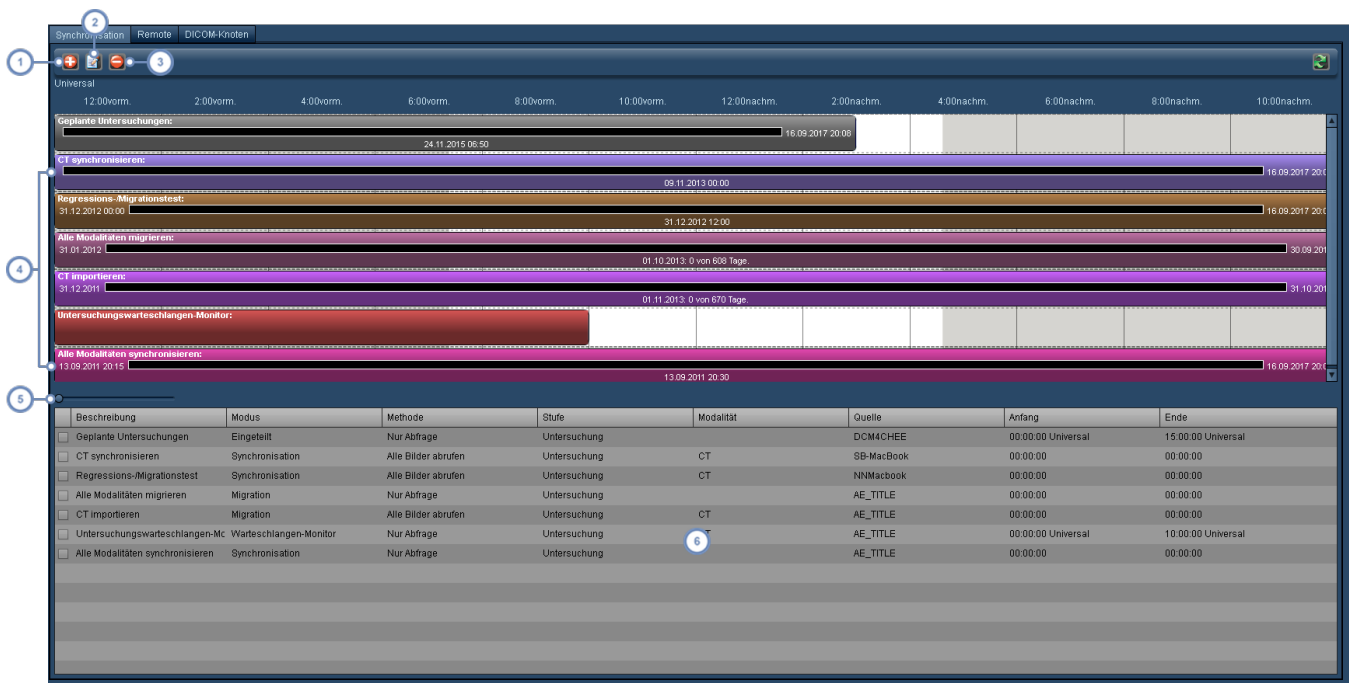 2
Synchronisation Remote DICOM-Knoten
1 3
Universal
12:00vorm. 2:00vorm. 4:00vorm. 6:00vorm. 8:00vorm. 10:00vorm. 12:00nachm. 2:00nachm. 4:00nachm. 6:00nachm. 8:00nachm. 10:00nachm.
Geplante Untersuchungen:
16.09.2017 20:08
24.11.2015 06:50
CT synchronisieren:
16.09.2017
09.11.2013 00:00
Regressions-/Migrationstest:
31.12.2012 00:00 16.09.2017
31.12.2012 12:00
4
Alle Modalitäten migrieren:
31.01.2012
01.10.2013: 0 von 608 Tage.
CT importieren:
31.12.2011
01.11.2013: 0 von 670 Tage.
Untersuchungswarteschlangen-Monitor:
Alle Modalitäten synchronisieren:
13.09.2011 20:15 16.09.2017
13.09.2011 20:30
5
Beschreibung Modus Methode Stufe Modalität Quelle Anfang Ende
Geplante Untersuchungen Eingeteilt Nur Abfrage Untersuchung DCM4CHEE 00:00:00 Universal 15:00:00 Universal
CT synchronisieren Synchronisation Alle Bilder abrufen Untersuchung CT SB-MacBook 00:00:00 00:00:00
Regressions-/Migrationstest Synchronisation Alle Bilder abrufen Untersuchung CT NNMacbook 00:00:00 00:00:00
Alle Modalitäten migrieren Migration Nur Abfrage Untersuchung AE_TITLE 00:00:00 00:00:00
CT importieren Migration Alle Bilder abrufen Untersuchung CT AE_TITLE 00:00:00 00:00:00
Untersuchungswarteschlangen-Mc Warteschlangen-Monitor Nur Abfrage Untersuchung AE_TITLE 00:00:00 Universal 10:00:00 Universal
6
Alle Modalitäten synchronisieren Synchronisation Nur Abfrage Untersuchung AE_TITLE 00:00:00 00:00:00